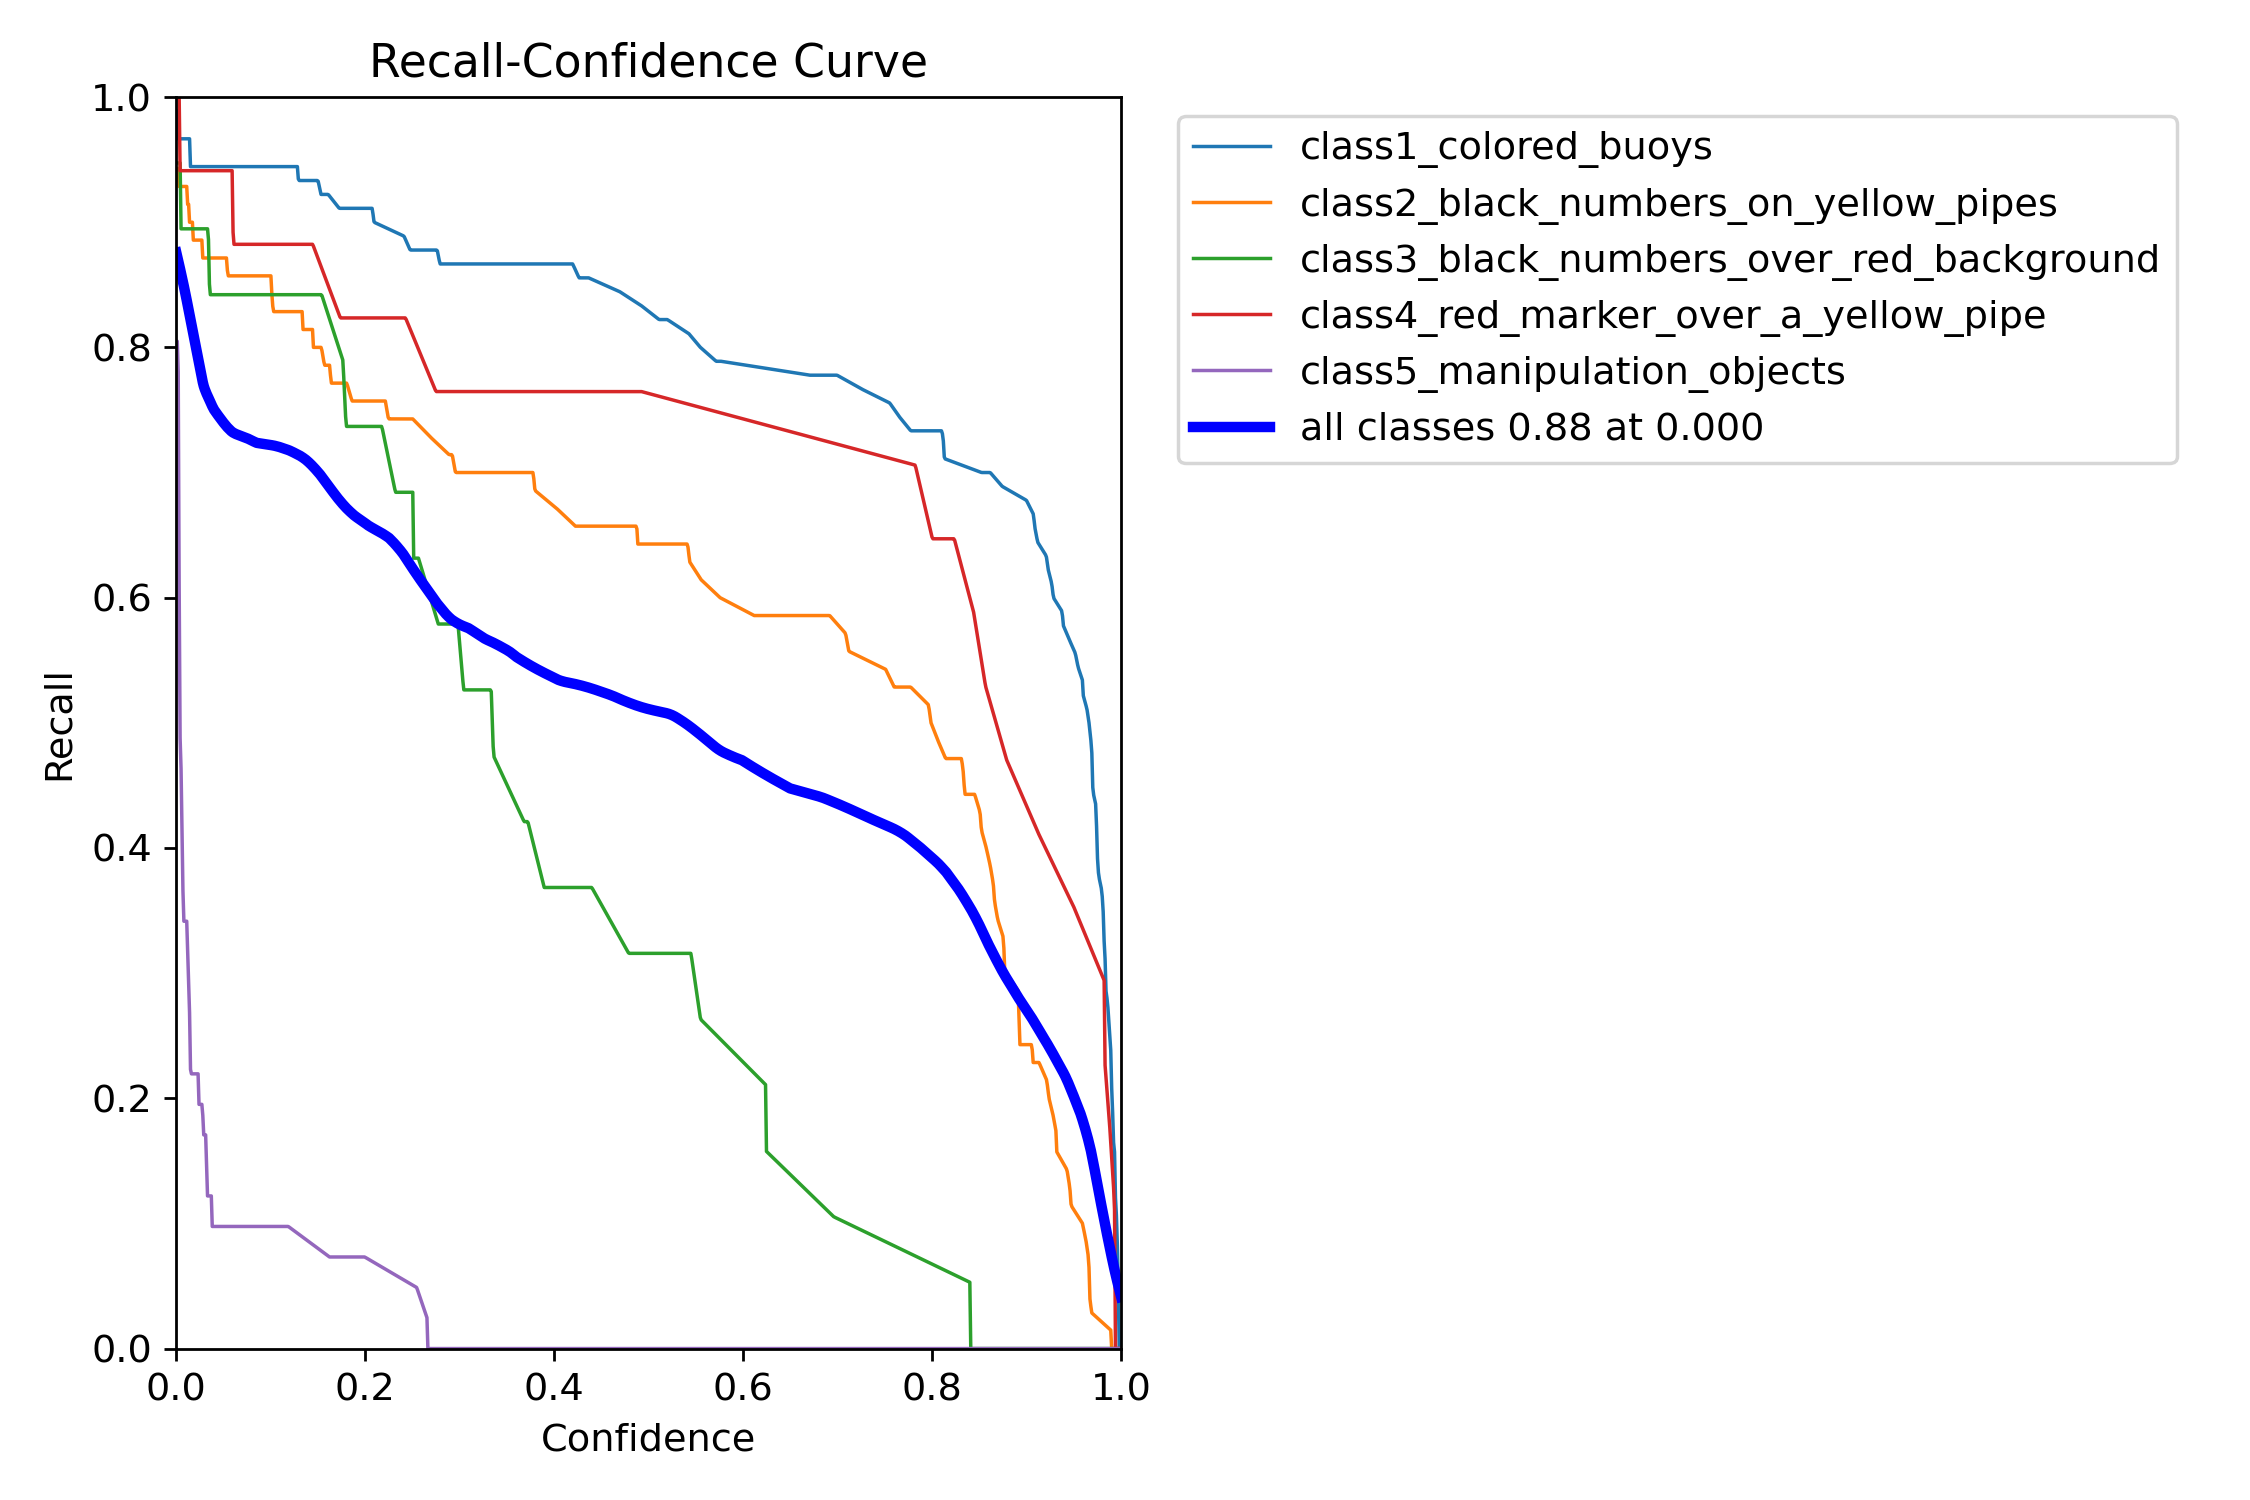 Recall-Confidence Curve
1.0
0.8
0.6
0.4
0.2
0.0
Recall
0.0 0.2 0.4 0.6 0.8 1.0
Confidence
class1_colored_buoys
class2_black_numbers_on_yellow_pipes
class3_black_numbers_over_red_background
class4_red_marker_over_a_yellow_pipe
class5_manipulation_objects
all classes 0.88 at 0.000